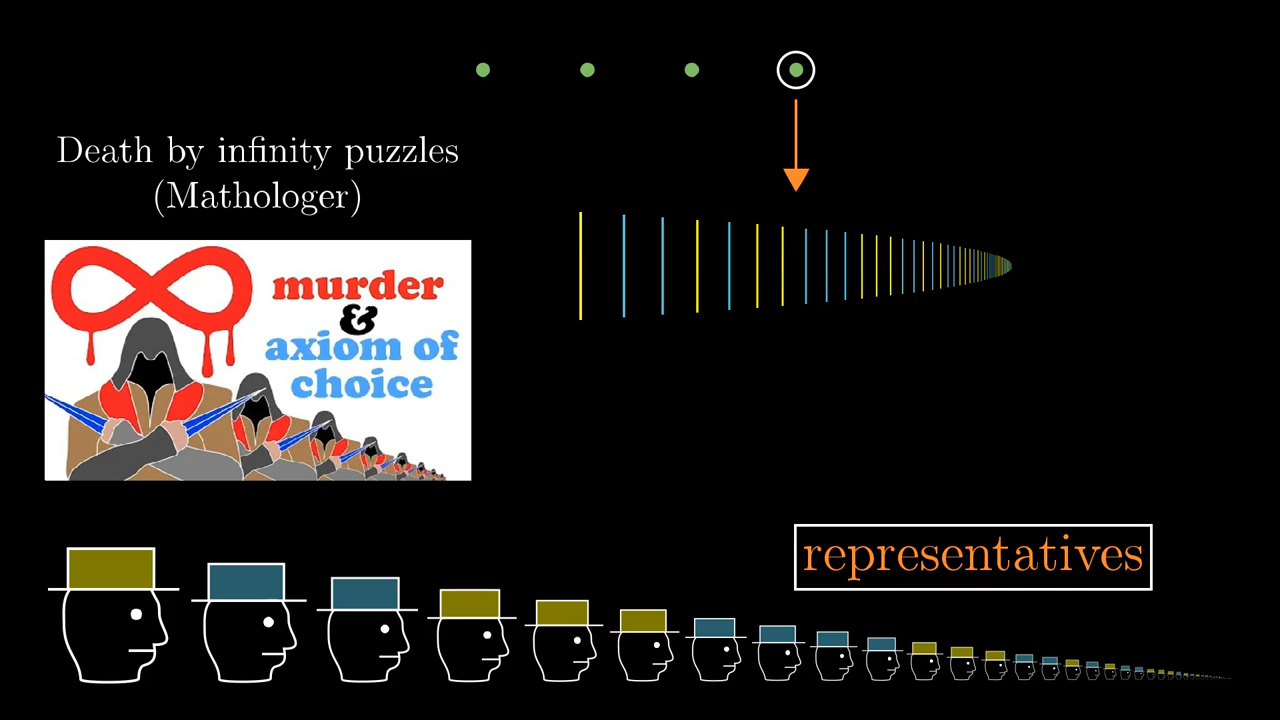 Death by infinity puzzles
(Mathologer)
murder
&
axiom of
choice
representatives